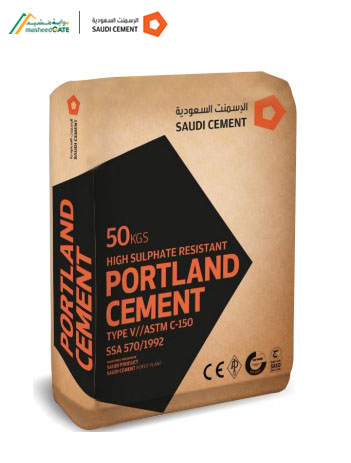 بوابة مشيد
masheedGATE
الإسمنت السعودية
SAUDI CEMENT
الإسمنت السعودية
SAUDI CEMENT
50KGS
HIGH SULPHATE RESISTANT
PORTLAND
CEMENT
TYPE V//ASTM C-150
SSA 570/1992
SAUDI PRODUCT
SAUDI CEMENT HOFUF PLANT
PORTLAND
CEMENT
CE
SASO